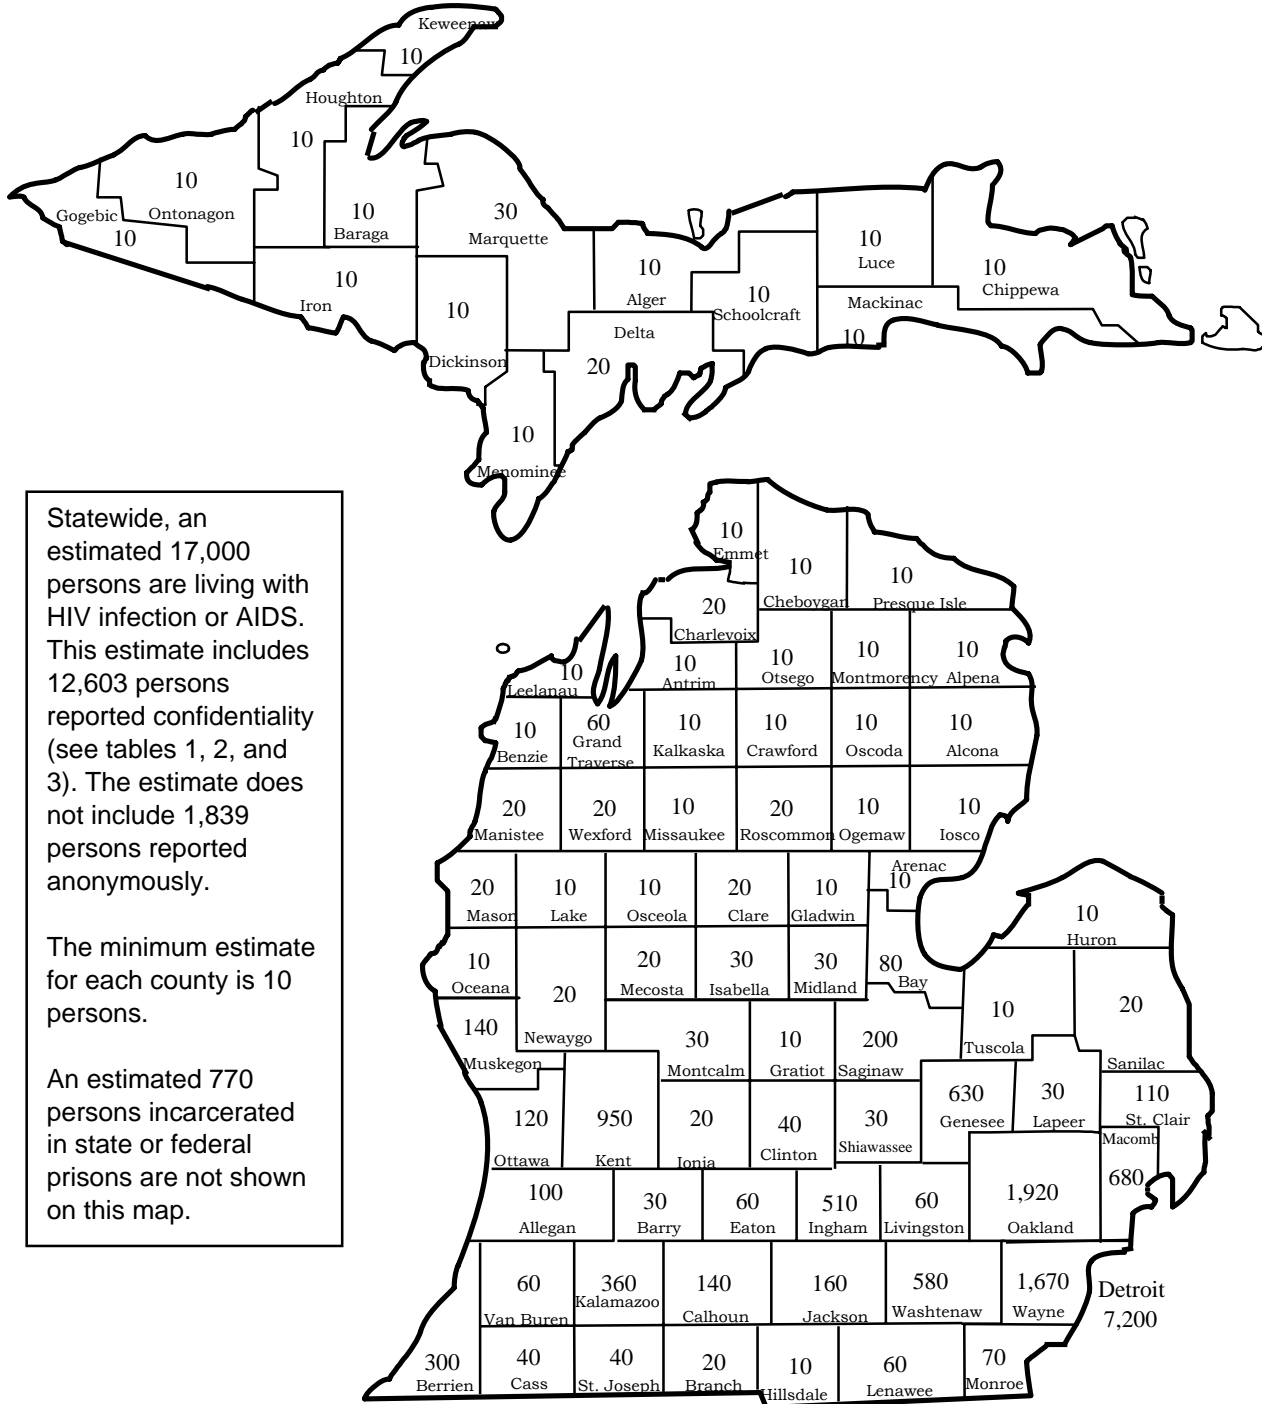 Keweenaw
10
Houghton
10
10
Ontonagon
Gogebic
10
10
Baraga
30
Marquette
10
Iron
10
Dickinson
10
Alger
10
Schoolcraft
10
Luce
10
Chippewa
Mackinac
10
Delta
20
10
Menominee
Statewide, an
estimated 17,000
persons are living with
HIV infection or AIDS.
This estimate includes
12,603 persons
reported confidentiality
(see tables 1, 2, and
3). The estimate does
not include 1,839
persons reported
anonymously.
The minimum estimate
for each county is 10
persons.
An estimated 770
persons incarcerated
in state or federal
prisons are not shown
on this map.
10
Emmet
10
Cheboygan
10
Presque Isle
20
Charlevoix
10
Leelanau
10
Antrim
10
Otsego
10
Montmorency
10
Alpena
10
Benzie
60
Grand
Traverse
10
Kalkaska
10
Crawford
10
Oscoda
10
Alcona
20
Manistee
20
Wexford
10
Missaukee
20
Roscommon
10
Ogemaw
10
Iosco
20
Mason
10
Lake
10
Osceola
20
Clare
10
Gladwin
Arenac
10
10
Huron
10
Oceana
20
Newaygo
20
Mecosta
30
Isabella
30
Midland
80
Bay
10
Tuscola
20
Sanilac
140
Muskegon
30
Montcalm
10
Gratiot
200
Saginaw
630
Genesee
30
Lapeer
110
St. Clair
120
Ottawa
950
Kent
20
Ionia
40
Clinton
30
Shiawassee
Macomb
680
100
Allegan
30
Barry
60
Eaton
510
Ingham
60
Livingston
1,920
Oakland
60
Van Buren
360
Kalamazoo
140
Calhoun
160
Jackson
580
Washtenaw
1,670
Wayne
Detroit
7,200
300
Berrien
40
Cass
40
St. Joseph
20
Branch
10
Hillsdale
60
Lenawee
70
Monroe